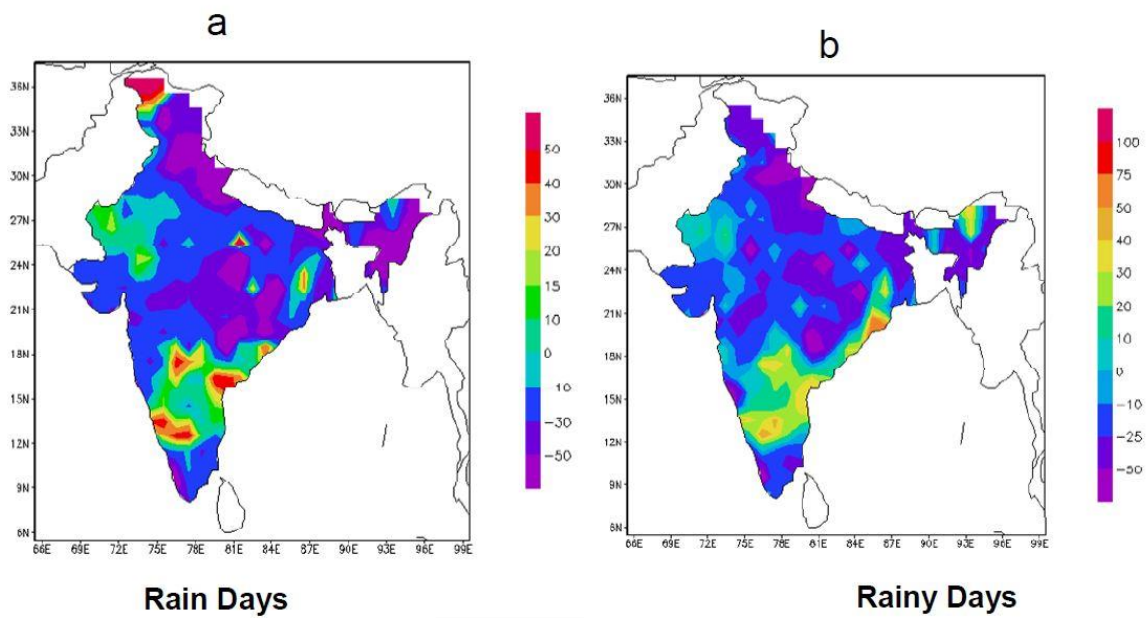 a
b
36N
33N
30N
27N
24N
21N
18N
15N
12N
9N
6N
66E 69E 72E 75E 78E 81E 84E 87E 90E 93E 96E 99E
50
40
30
20
15
10
0
−10
−30
−50
36N
33N
30N
27N
24N
21N
18N
15N
12N
9N
6N
66E 69E 72E 75E 78E 81E 84E 87E 90E 93E 96E 99E
100
75
50
40
30
20
10
0
−10
−25
−50
Rain Days
Rainy Days